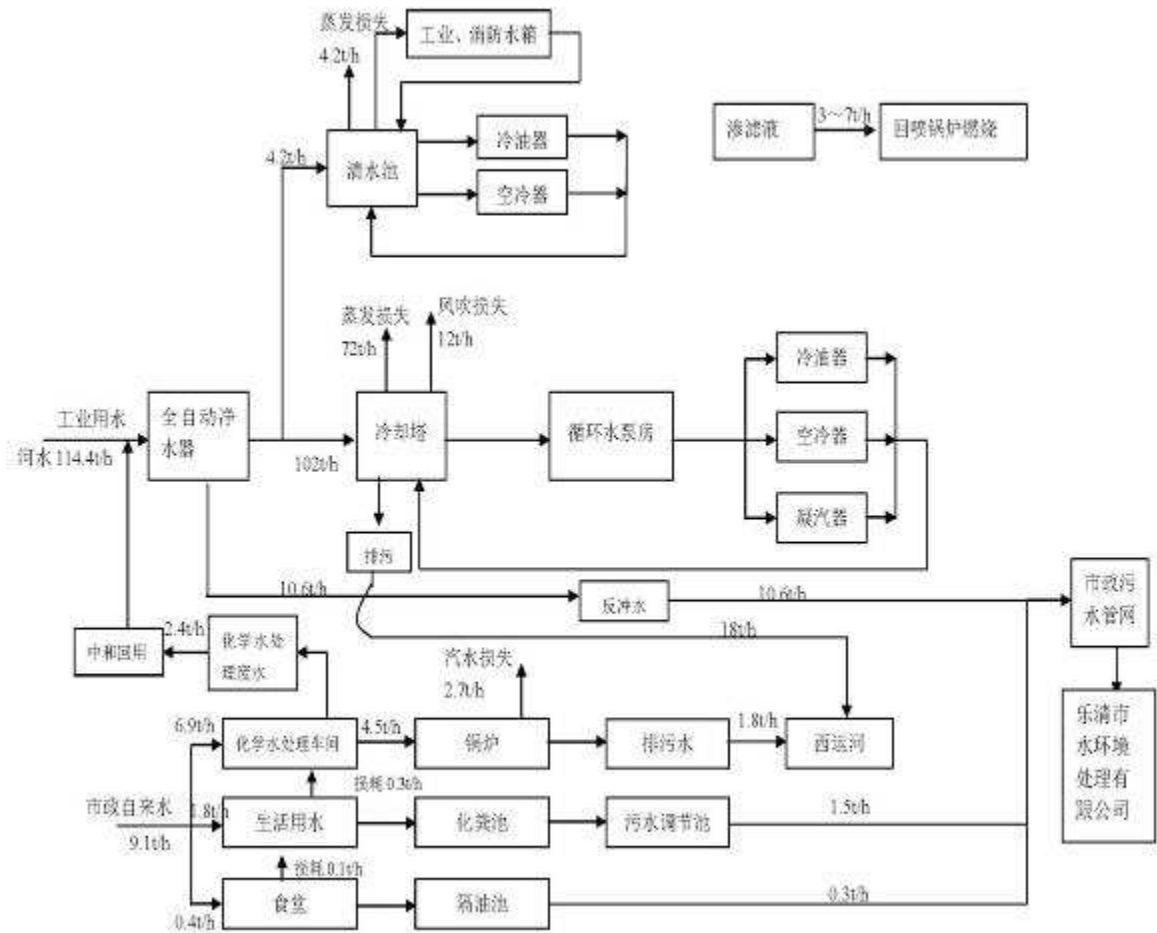 蒸发损失
4.2t/h
工业、消防水箱
渗滤液
3～7t/h
回喷锅炉燃烧
4.2t/h
清水池
冷油器
空冷器
蒸发损失
72t/h
风吹损失
12t/h
工业用水
河水 114.4t/h
全自动净
水器
102t/h
冷却塔
循环水泵房
冷油器
空冷器
凝汽器
排污
10.6t/h
反冲水
10.6t/h
市政污
水管网
18t/h
中和回用
2.4t/h
化学水处
理废水
汽水损失
2.7t/h
6.9t/h
化学水处理车间
4.5t/h
锅炉
排污水
1.8t/h
西运河
乐清市
水环境
处理有
限公司
损耗 0.3t/h
市政自来水
9.1t/h
1.8t/h
生活用水
化粪池
污水调节池
1.5t/h
损耗 0.1t/h
0.4t/h
食堂
隔油池
0.3t/h